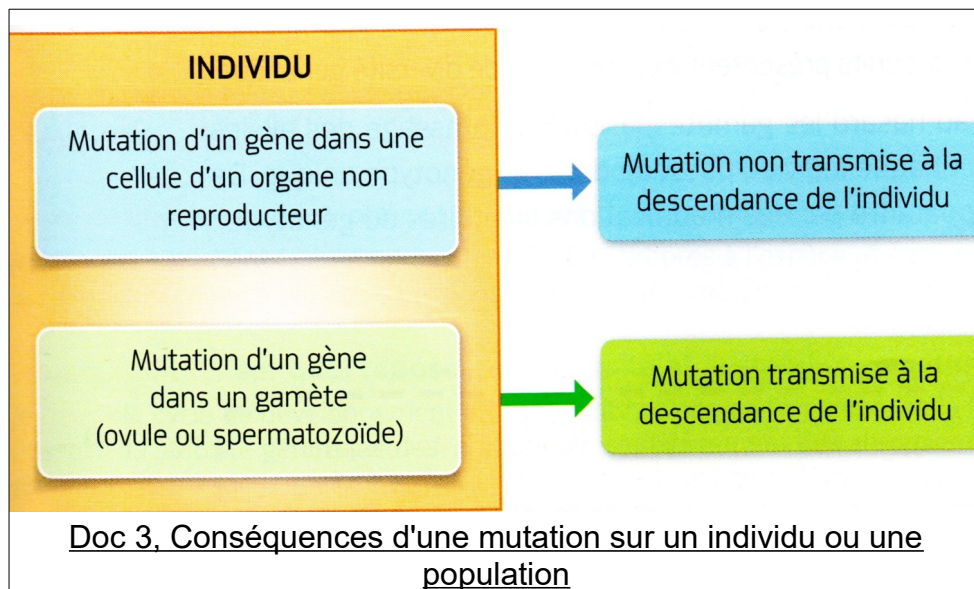 INDIVIDU
Mutation d'un gène dans une
cellule d'un organe non
reproducteur
Mutation non transmise à la
descendance de l'individu
Mutation d'un gène
dans un gamète
(ovule ou spermatozoïde)
Mutation transmise à la
descendance de l'individu
Doc 3, Conséquences d'une mutation sur un individu ou une
population